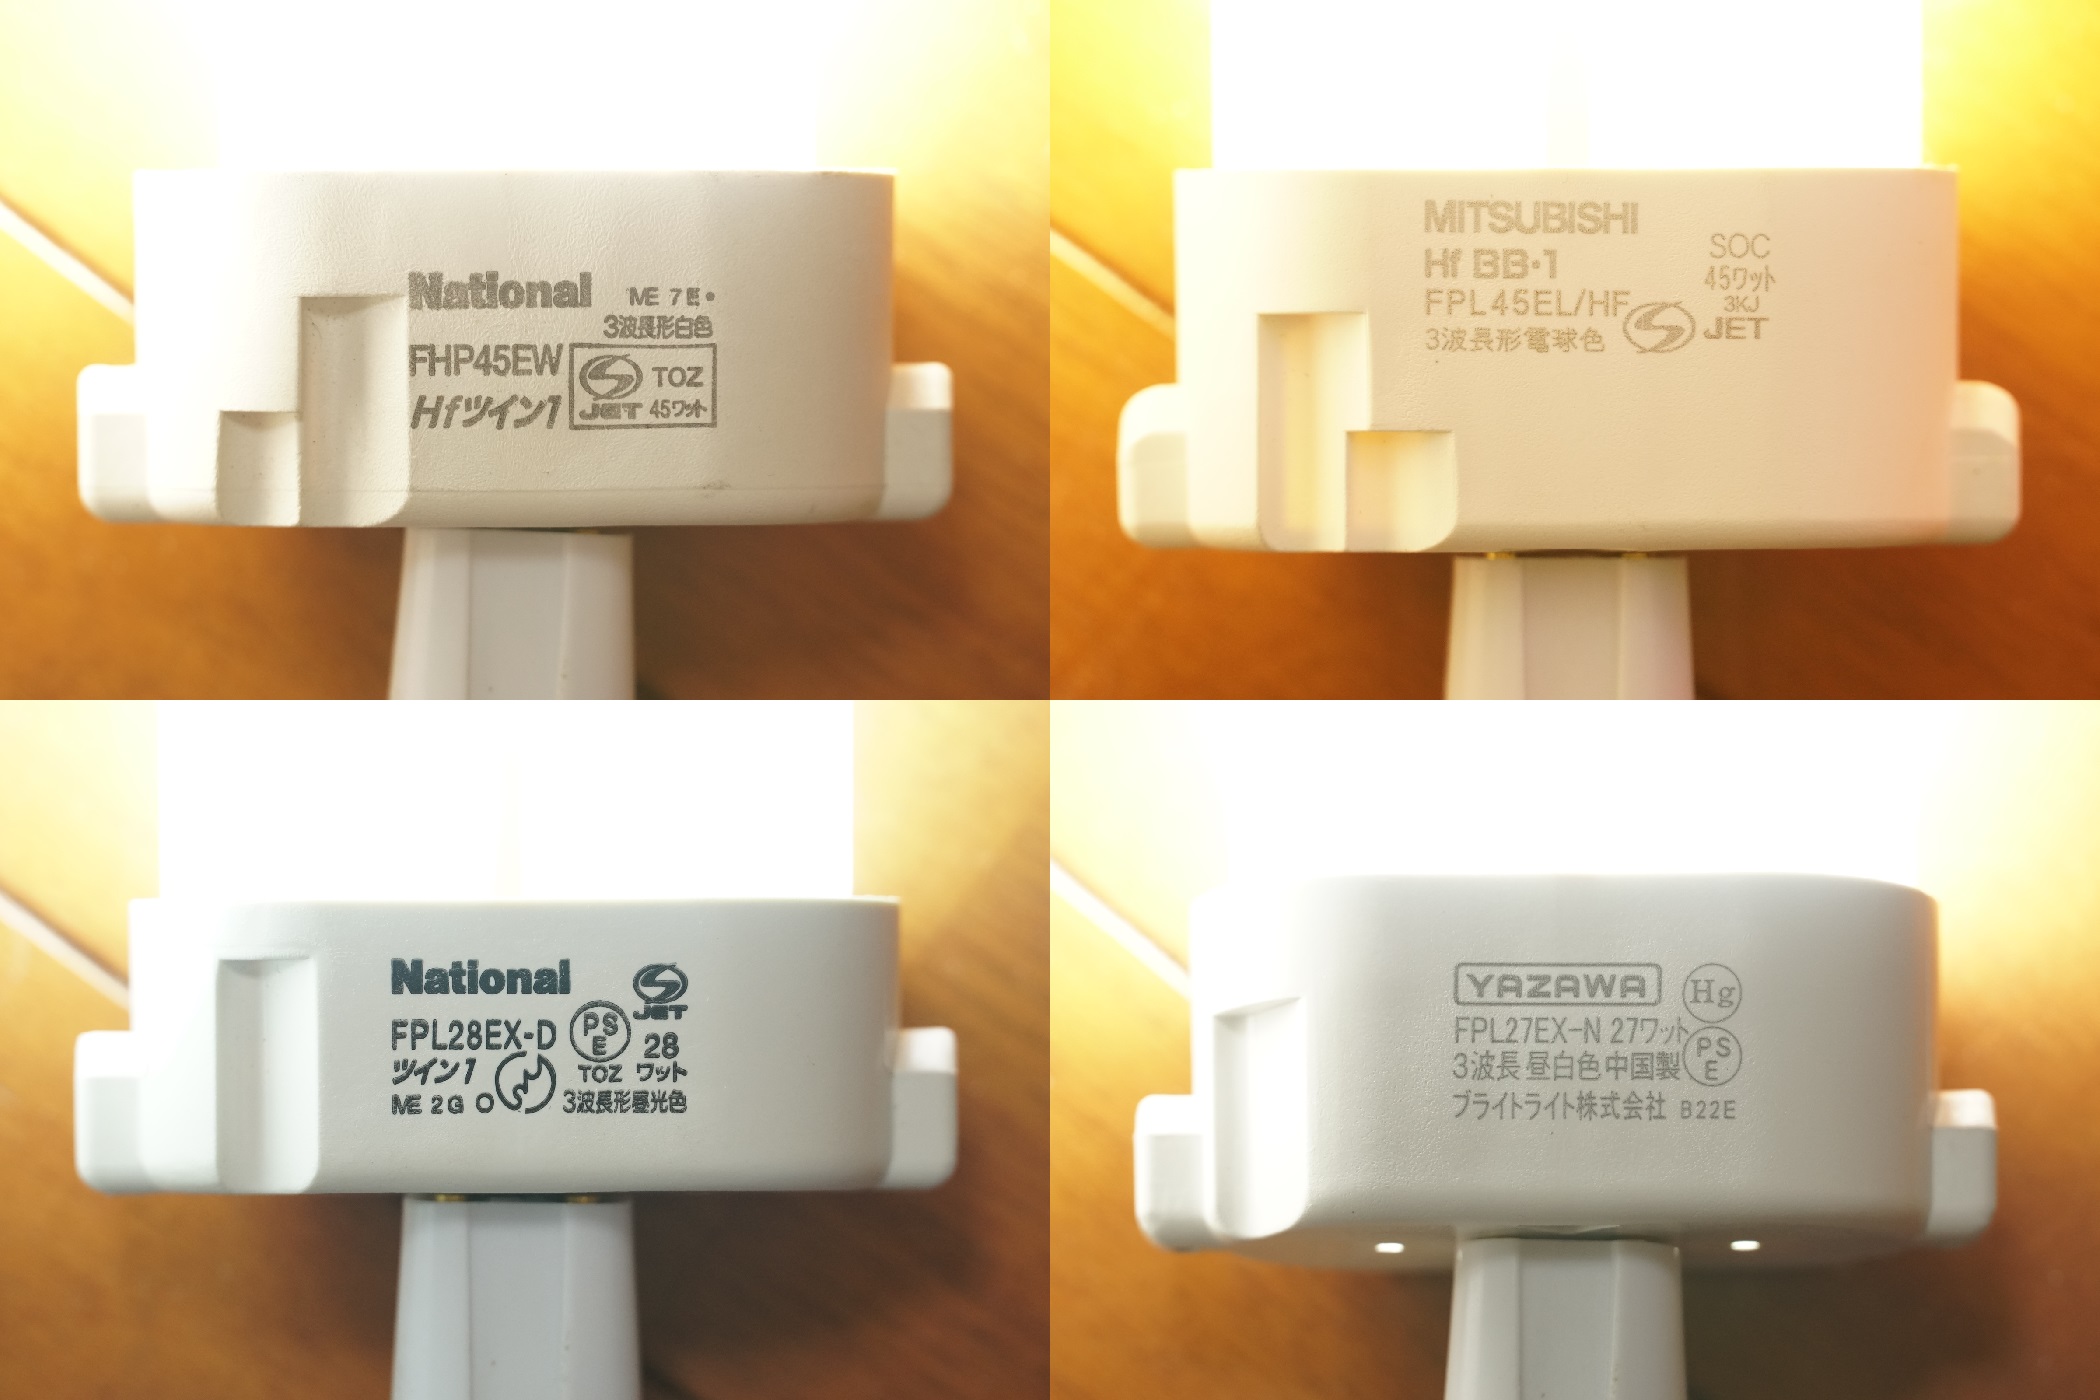 National ME 7E•
3波長形白色
FHP45EW
Hfツイン1
JET TOZ
45ワット
MITSUBISHI
Hf BB・1
FPL45EL/HF
3波長形電球色
SOC
45ワット
3KJ
JET
National
JET
FPL28EX-D PSE 28
ツイン1 TOZ ワット
ME 2G O 3波長形昼光色
YAZAWA Hg
FPL27EX-N 27ワット
3波長 昼白色 中国製 PSE
ブライトライト株式会社 B22E